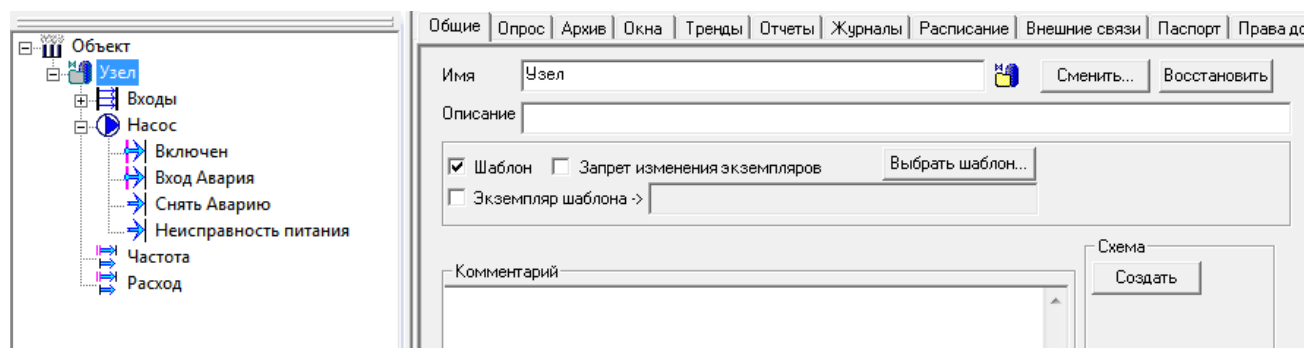 Объект
Узел
Входы
Насос
Включен
Вход Авария
Снять Аварию
Неисправность питания
Частота
Расход
Общие Опрос Архив Окна Тренды Отчеты Журналы Расписание Внешние связи Паспорт Права до
Имя Узел Сменить... Восстановить
Описание
Шаблон Запрет изменения экземпляров Выбрать шаблон...
Экземпляр шаблона ->
Схема
Комментарий Создать